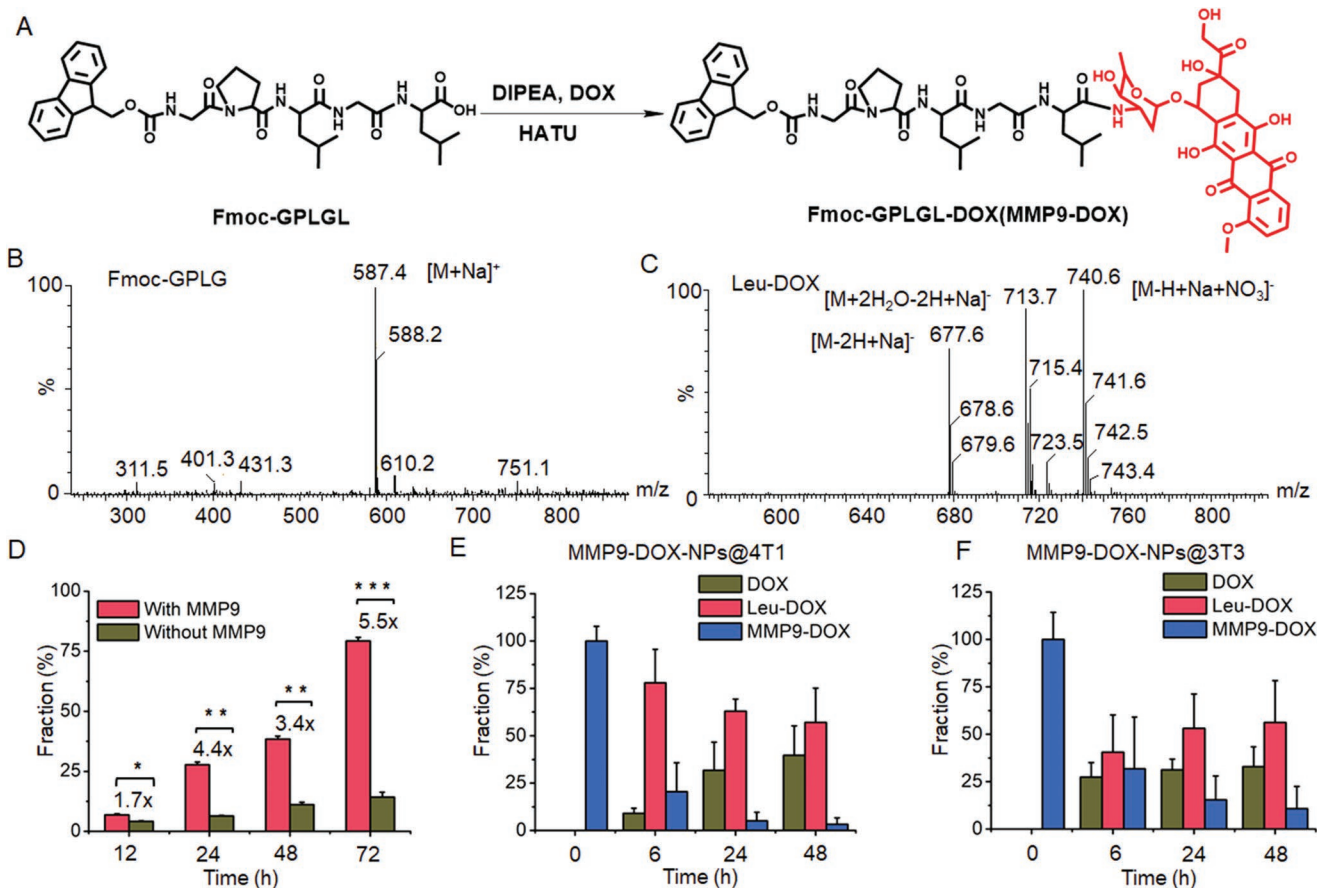 A
DIPEA, DOX
HATU
Fmoc-GPLGL
Fmoc-GPLGL-DOX(MMP9-DOX)
B
Fmoc-GPLG
587.4
[M+Na]⁺
588.2
311.5
401.3
431.3
610.2
751.1
100
50
0
%
300 400 500 600 700 800
m/z
C
Leu-DOX
[M+2H₂O-2H+Na]⁻
713.7
740.6
[M-H+Na+NO₃]⁻
[M-2H+Na]⁻
677.6
678.6
679.6
715.4
723.5
741.6
742.5
743.4
100
50
0
%
600 640 680 720 760 800
m/z
D
With MMP9
Without MMP9
*
1.7x
**
4.4x
**
3.4x
***
5.5x
100
75
50
25
0
Fraction (%)
12 24 48 72
Time (h)
E
MMP9-DOX-NPs@4T1
DOX
Leu-DOX
MMP9-DOX
125
100
75
50
25
0
Fraction (%)
0 6 24 48
Time (h)
F
MMP9-DOX-NPs@3T3
DOX
Leu-DOX
MMP9-DOX
125
100
75
50
25
0
Fraction (%)
0 6 24 48
Time (h)